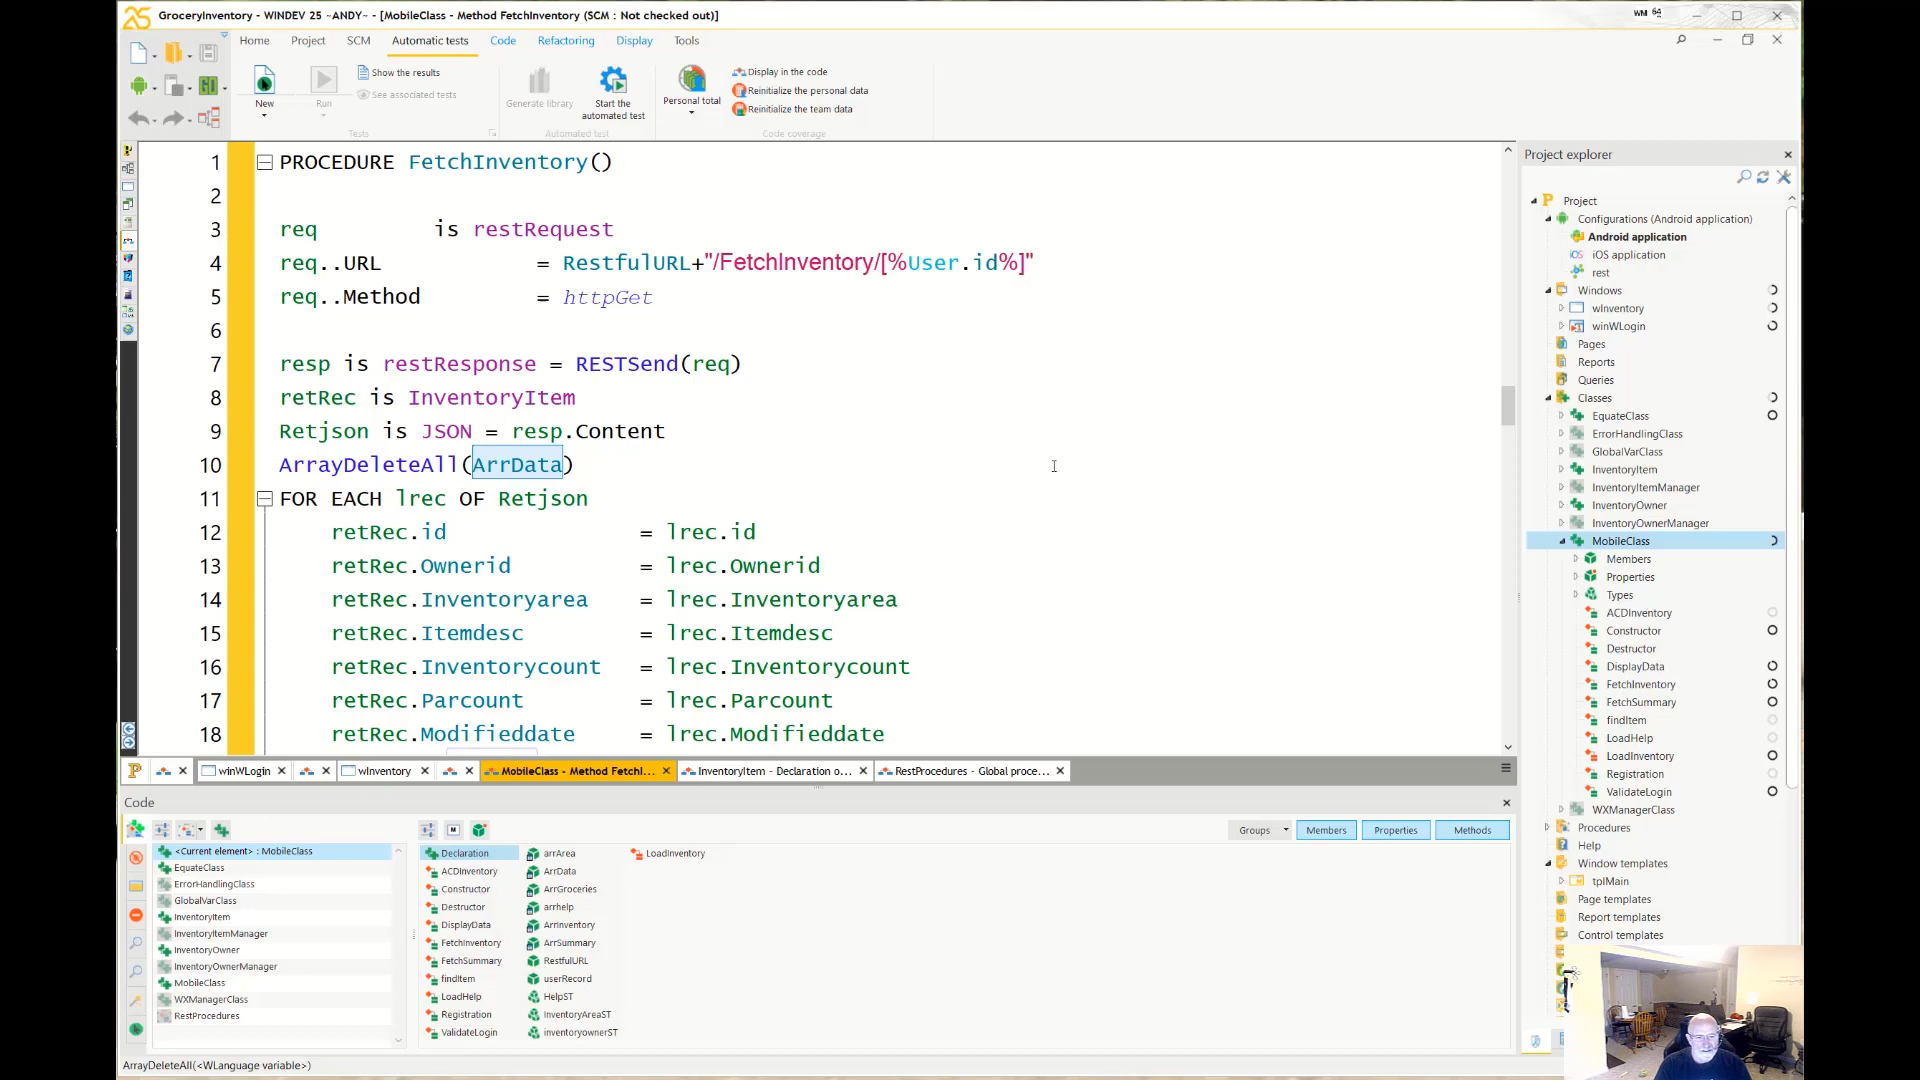 GroceryInventory - WINDEV 25 ~ANDY~ - [MobileClass - Method FetchInventory (SCM : Not checked out)]
WM 64
Home Project SCM Automatic tests Code Refactoring Display Tools
New
Run
Show the results
See associated tests
Tests
Generate library
Start the
automated test
Automated test
Personal total
Display in the code
Reinitialize the personal data
Reinitialize the team data
Code coverage
1 PROCEDURE FetchInventory()
2
3 req is restRequest
4 req..URL = RestfulURL+"/FetchInventory/[%User.id%]"
5 req..Method = httpGet
6
7 resp is restResponse = RESTSend(req)
8 retRec is InventoryItem
9 Retjson is JSON = resp.Content
10 ArrayDeleteAll(ArrData)
11 FOR EACH lrec OF Retjson
12 retRec.id = lrec.id
13 retRec.Ownerid = lrec.Ownerid
14 retRec.Inventoryarea = lrec.Inventoryarea
15 retRec.Itemdesc = lrec.Itemdesc
16 retRec.Inventorycount = lrec.Inventorycount
17 retRec.Parcount = lrec.Parcount
18 retRec.Modifieddate = lrec.Modifieddate
Project explorer
Project
Configurations (Android application)
Android application
iOS iOS application
rest
Windows
wInventory
winWLogin
Pages
Reports
Queries
Classes
EquateClass
ErrorHandlingClass
GlobalVarClass
InventoryItem
InventoryItemManager
InventoryOwner
InventoryOwnerManager
MobileClass
Members
Properties
Types
ACDInventory
Constructor
Destructor
DisplayData
FetchInventory
FetchSummary
findItem
LoadHelp
LoadInventory
Registration
ValidateLogin
WXManagerClass
Procedures
Help
Window templates
tplMain
Page templates
Report templates
Control templates
winWLogin
wInventory
MobileClass - Method FetchI...
InventoryItem - Declaration o...
RestProcedures - Global proce...
Code
Groups Members Properties Methods
<Current element> : MobileClass
EquateClass
ErrorHandlingClass
GlobalVarClass
InventoryItem
InventoryItemManager
InventoryOwner
InventoryOwnerManager
MobileClass
WXManagerClass
RestProcedures
Declaration
ACDInventory
Constructor
Destructor
DisplayData
FetchInventory
FetchSummary
findItem
LoadHelp
Registration
ValidateLogin
arrArea
ArrData
ArrGroceries
arrhelp
ArrInventory
ArrSummary
RestfulURL
userRecord
HelpST
InventoryAreaST
inventoryownerST
LoadInventory
ArrayDeleteAll(<WLanguage variable>)